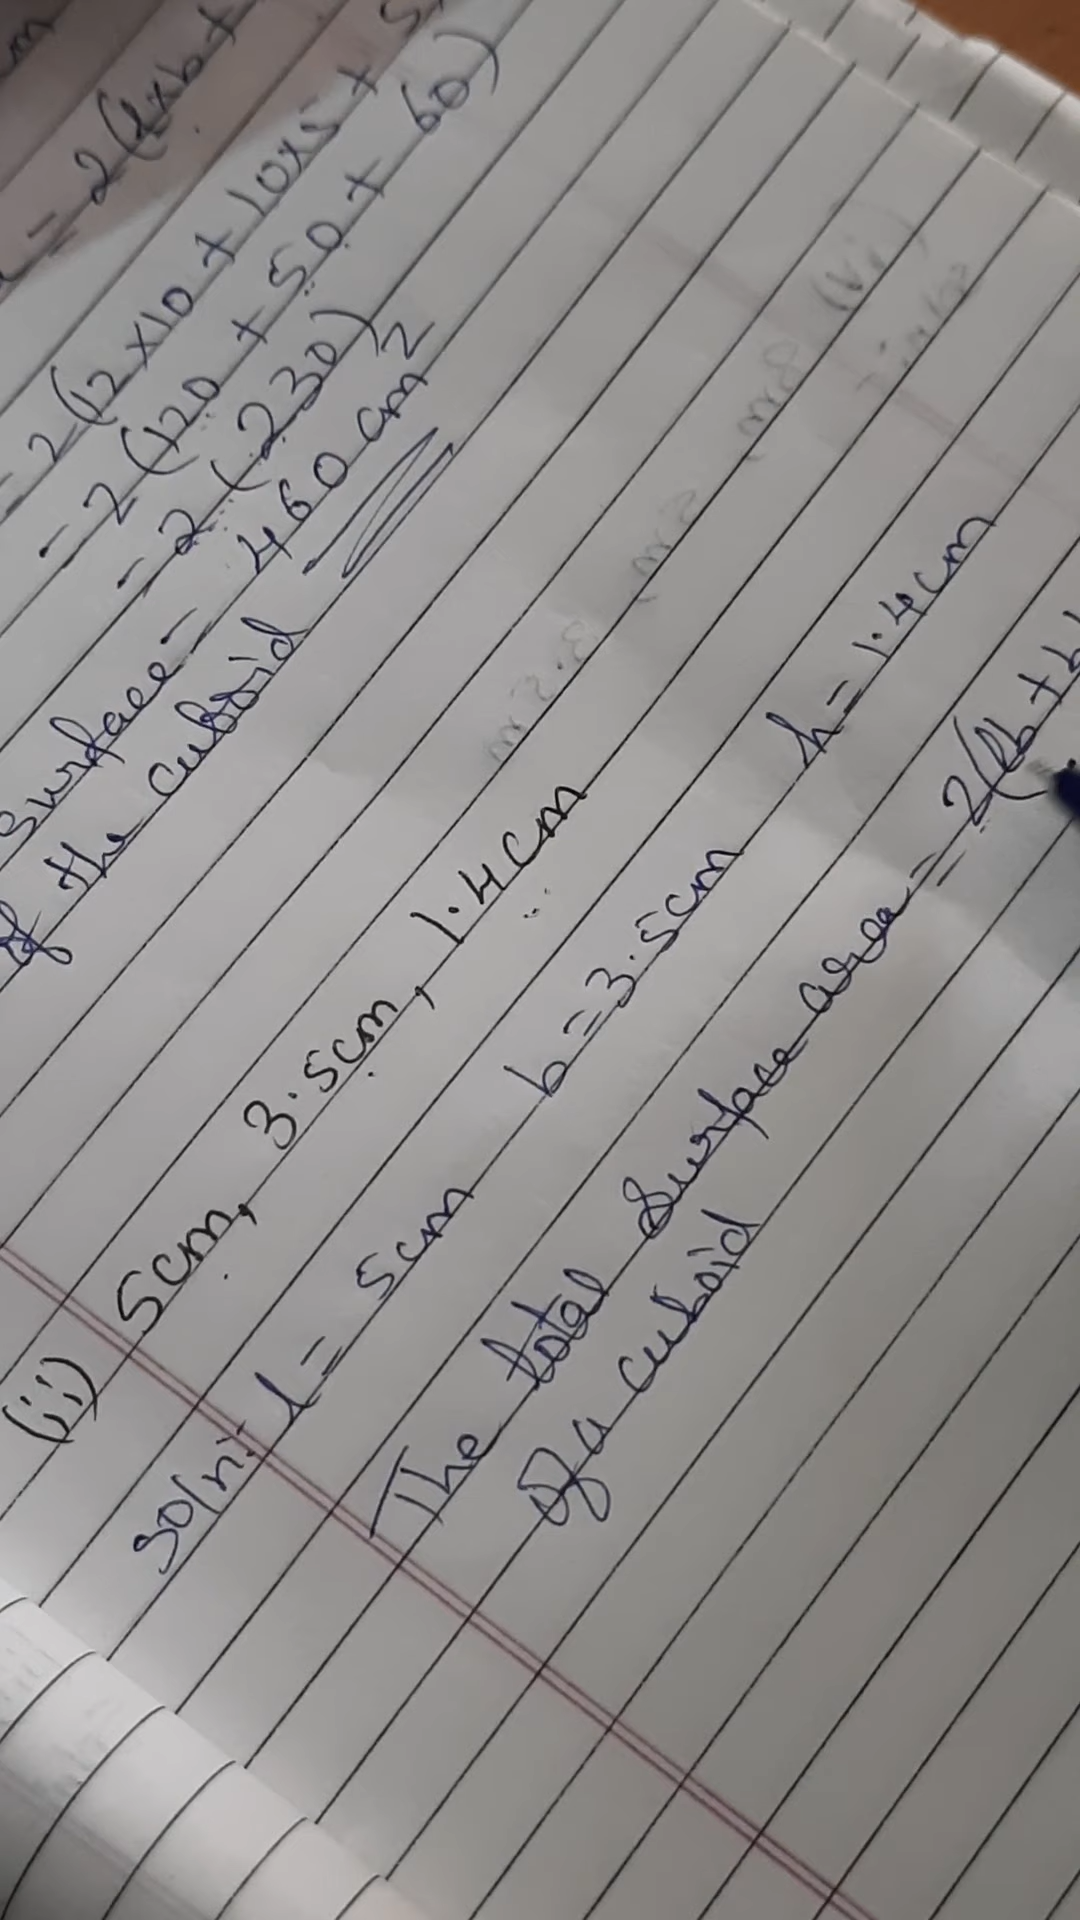 = 2(l×b+
2(12×10 + 10×5+
= 2(120 + 50 + 60)
= 2(230)
Surface = 460 cm2
of the cuboid
(ii) 5cm, 3.5cm, 1.4cm
soln: l = 5cm b=3.5cm h=1.4cm
The total surface area = 2(lb+b
of a cuboid